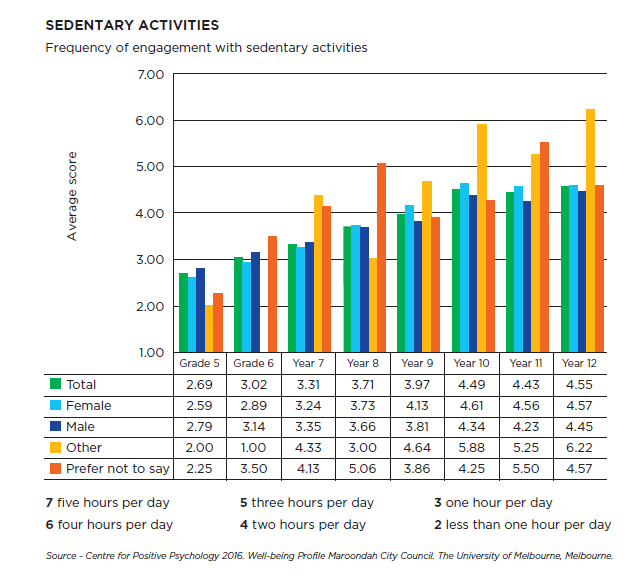 SEDENTARY ACTIVITIES
Frequency of engagement with sedentary activities
7.00
6.00
5.00
4.00
3.00
2.00
1.00
Average score
Grade 5 Grade 6 Year 7 Year 8 Year 9 Year 10 Year 11 Year 12
Total 2.69 3.02 3.31 3.71 3.97 4.49 4.43 4.55
Female 2.59 2.89 3.24 3.73 4.13 4.61 4.56 4.57
Male 2.79 3.14 3.35 3.66 3.81 4.34 4.23 4.45
Other 2.00 1.00 4.33 3.00 4.64 5.88 5.25 6.22
Prefer not to say 2.25 3.50 4.13 5.06 3.86 4.25 5.50 4.57
7 five hours per day 5 three hours per day 3 one hour per day
6 four hours per day 4 two hours per day 2 less than one hour per day
Source - Centre for Positive Psychology 2016. Well-being Profile Maroondah City Council. The University of Melbourne, Melbourne.